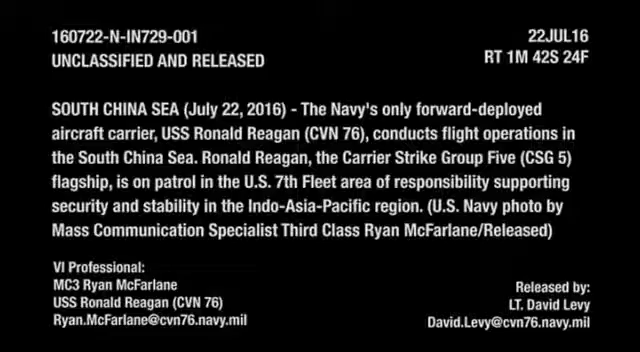 160722-N-IN729-001
22JUL16
UNCLASSIFIED AND RELEASED
RT 1M 42S 24F
SOUTH CHINA SEA (July 22, 2016) - The Navy's only forward-deployed
aircraft carrier, USS Ronald Reagan (CVN 76), conducts flight operations in
the South China Sea. Ronald Reagan, the Carrier Strike Group Five (CSG 5)
flagship, is on patrol in the U.S. 7th Fleet area of responsibility supporting
security and stability in the Indo-Asia-Pacific region. (U.S. Navy photo by
Mass Communication Specialist Third Class Ryan McFarlane/Released)
VI Professional:
MC3 Ryan McFarlane
USS Ronald Reagan (CVN 76)
Ryan.McFarlane@cvn76.navy.mil
Released by:
LT. David Levy
David.Levy@cvn76.navy.mil